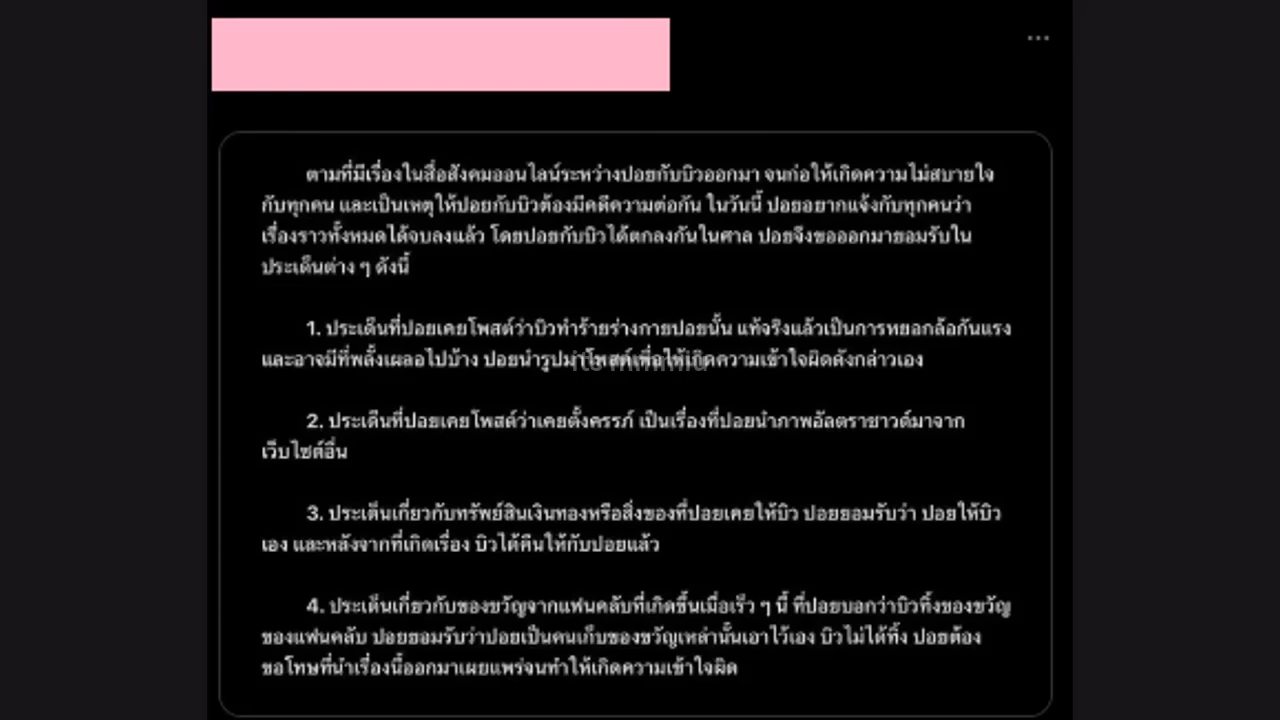 ตามที่มีเรื่องในสื่อสังคมออนไลน์ระหว่างปอยกับบิวออกมา จนก่อให้เกิดความไม่สบายใจ
กับทุกคน และเป็นเหตุให้ปอยกับบิวต้องมีคดีความต่อกัน ในวันนี้ ปอยอยากแจ้งกับทุกคนว่า
เรื่องราวทั้งหมดได้จบลงแล้ว โดยปอยกับบิวได้ตกลงกันในศาล ปอยจึงขอออกมายอมรับใน
ประเด็นต่าง ๆ ดังนี้
1. ประเด็นที่ปอยเคยโพสต์ว่าบิวทำร้ายร่างกายปอยนั้น แท้จริงแล้วเป็นการหยอกล้อกันแรง
และอาจมีที่พลั้งเผลอไปบ้าง ปอยนำรูปมาโพสต์เพื่อให้เกิดความเข้าใจผิดดังกล่าวเอง
2. ประเด็นที่ปอยเคยโพสต์ว่าเคยตั้งครรภ์ เป็นเรื่องที่ปอยนำภาพอัลตราซาวด์มาจาก
เว็บไซต์อื่น
3. ประเด็นเกี่ยวกับทรัพย์สินเงินทองหรือสิ่งของที่ปอยเคยให้บิว ปอยยอมรับว่า ปอยให้บิว
เอง และหลังจากที่เกิดเรื่อง บิวได้คืนให้กับปอยแล้ว
4. ประเด็นเกี่ยวกับของขวัญจากแฟนคลับที่เกิดขึ้นเมื่อเร็ว ๆ นี้ ที่ปอยบอกว่าบิวทิ้งของขวัญ
ของแฟนคลับ ปอยยอมรับว่าปอยเป็นคนเก็บของขวัญเหล่านั้นเอาไว้เอง บิวไม่ได้ทิ้ง ปอยต้อง
ขอโทษที่นำเรื่องนี้ออกมาเผยแพร่จนทำให้เกิดความเข้าใจผิด